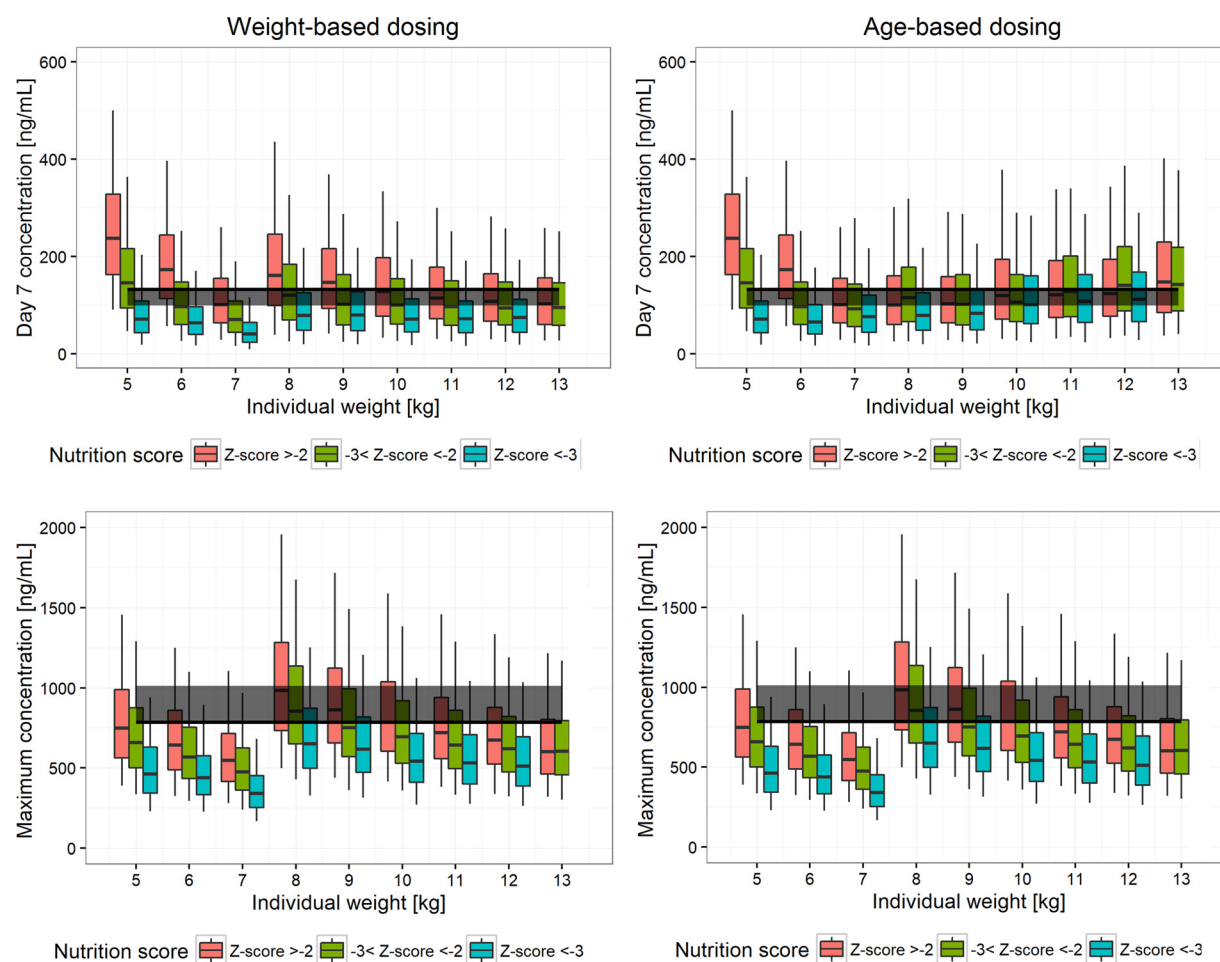 Weight-based dosing
Age-based dosing
Day 7 concentration [ng/mL]
600
400
200
0
5 6 7 8 9 10 11 12 13
Individual weight [kg]
Nutrition score Z-score >-2 -3< Z-score <-2 Z-score <-3
Day 7 concentration [ng/mL]
600
400
200
0
5 6 7 8 9 10 11 12 13
Individual weight [kg]
Nutrition score Z-score >-2 -3< Z-score <-2 Z-score <-3
Maximum concentration [ng/mL]
2000
1500
1000
500
0
5 6 7 8 9 10 11 12 13
Individual weight [kg]
Nutrition score Z-score >-2 -3< Z-score <-2 Z-score <-3
Maximum concentration [ng/mL]
2000
1500
1000
500
0
5 6 7 8 9 10 11 12 13
Individual weight [kg]
Nutrition score Z-score >-2 -3< Z-score <-2 Z-score <-3